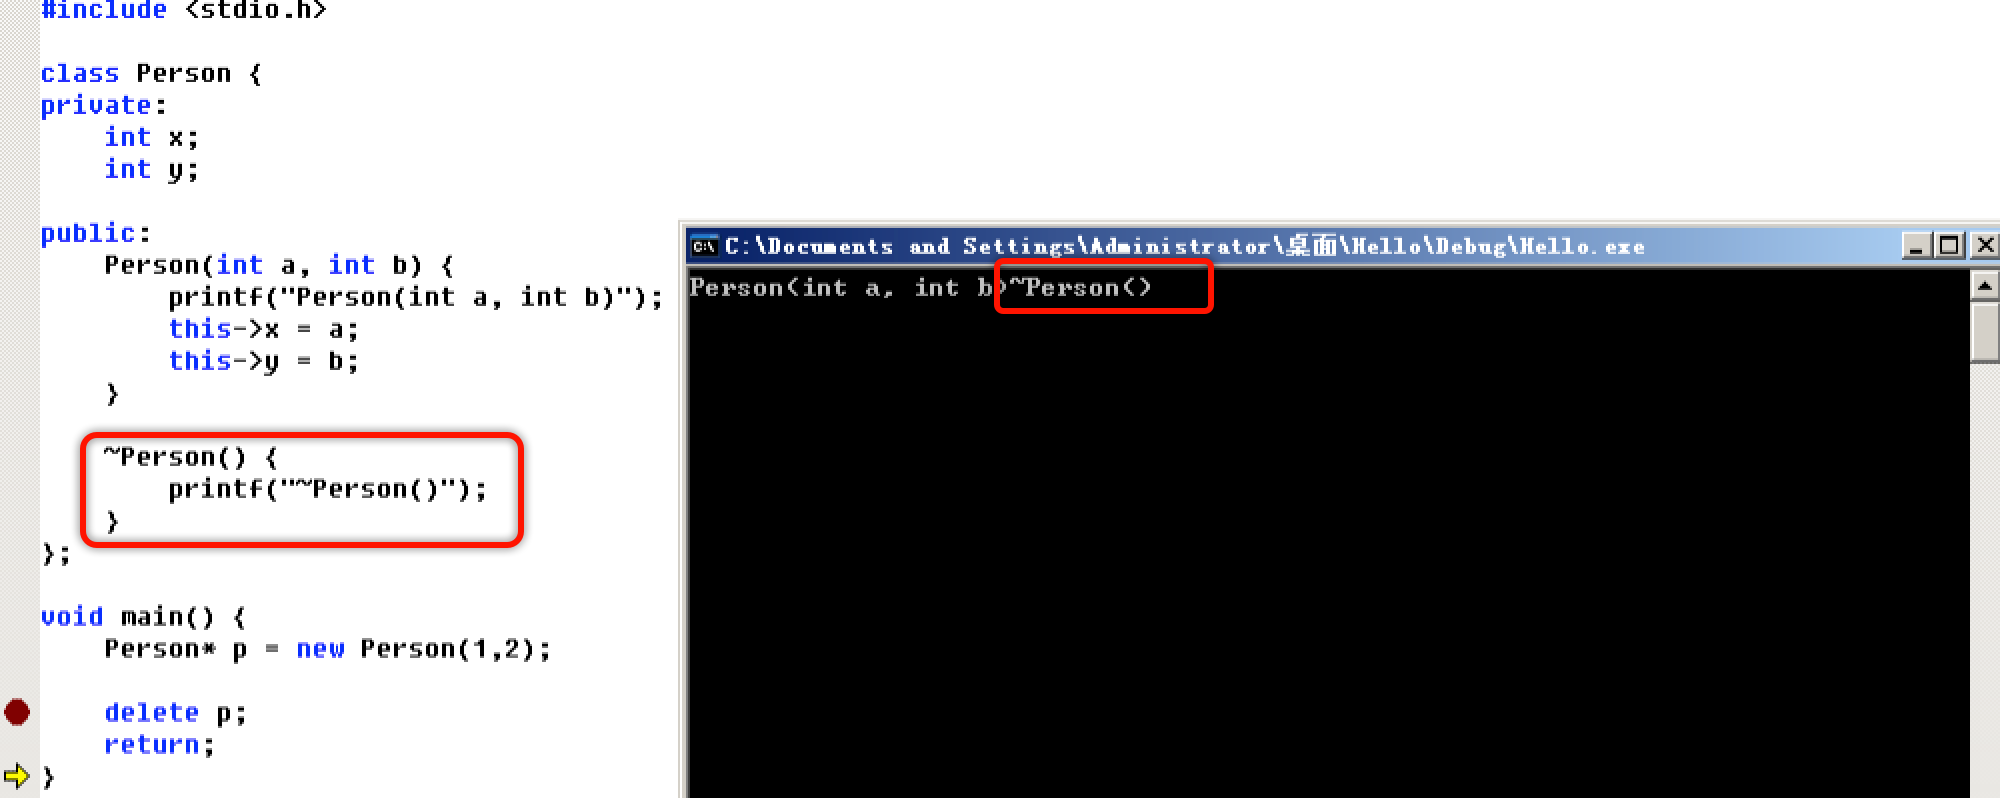 #include <stdio.h>
class Person {
private:
    int x;
    int y;
public:
    Person(int a, int b) {
        printf("Person(int a, int b)");
        this->x = a;
        this->y = b;
    }
    ~Person() {
        printf("~Person()");
    }
};
void main() {
    Person* p = new Person(1,2);
    delete p;
    return;
}
C:\Documents and Settings\Administrator\桌面\Hello\Debug\Hello.exe
Person(int a, int b)~Person()